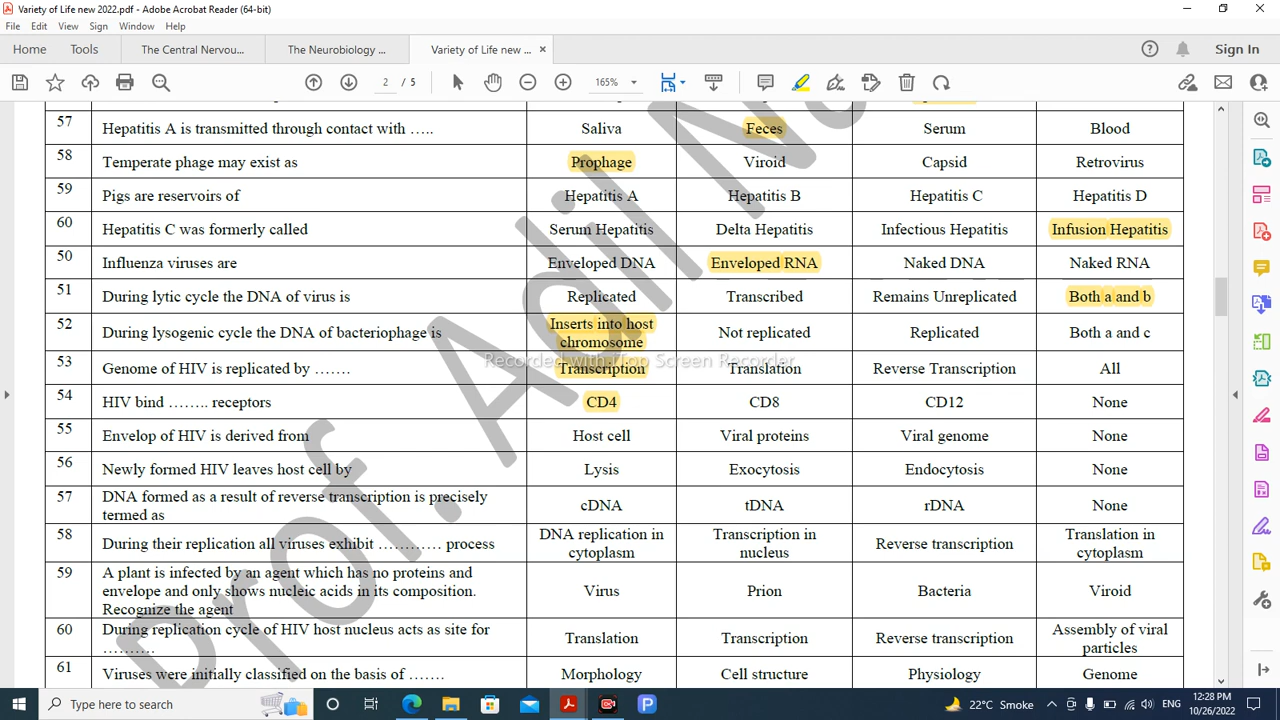 Variety of Life new 2022.pdf - Adobe Acrobat Reader (64-bit)
File Edit View Sign Window Help
Home Tools The Central Nervou... The Neurobiology ... Variety of Life new ... × Sign In
2 / 5 165%
57 Hepatitis A is transmitted through contact with ….. Saliva Feces Serum Blood
58 Temperate phage may exist as Prophage Viroid Capsid Retrovirus
59 Pigs are reservoirs of Hepatitis A Hepatitis B Hepatitis C Hepatitis D
60 Hepatitis C was formerly called Serum Hepatitis Delta Hepatitis Infectious Hepatitis Infusion Hepatitis
50 Influenza viruses are Enveloped DNA Enveloped RNA Naked DNA Naked RNA
51 During lytic cycle the DNA of virus is Replicated Transcribed Remains Unreplicated Both a and b
52 During lysogenic cycle the DNA of bacteriophage is Inserts into host chromosome Not replicated Replicated Both a and c
Recorded with iTop Screen Recorder
53 Genome of HIV is replicated by ……. Transcription Translation Reverse Transcription All
54 HIV bind …….. receptors CD4 CD8 CD12 None
55 Envelop of HIV is derived from Host cell Viral proteins Viral genome None
56 Newly formed HIV leaves host cell by Lysis Exocytosis Endocytosis None
57 DNA formed as a result of reverse transcription is precisely
termed as cDNA tDNA rDNA None
58 During their replication all viruses exhibit ………… process DNA replication in cytoplasm Transcription in nucleus Reverse transcription Translation in cytoplasm
59 A plant is infected by an agent which has no proteins and
envelope and only shows nucleic acids in its composition.
Recognize the agent Virus Prion Bacteria Viroid
60 During replication cycle of HIV host nucleus acts as site for
………. Translation Transcription Reverse transcription Assembly of viral particles
61 Viruses were initially classified on the basis of ……. Morphology Cell structure Physiology Genome
Prof. Adil
Type here to search 22°C Smoke ENG 12:28 PM
10/26/2022